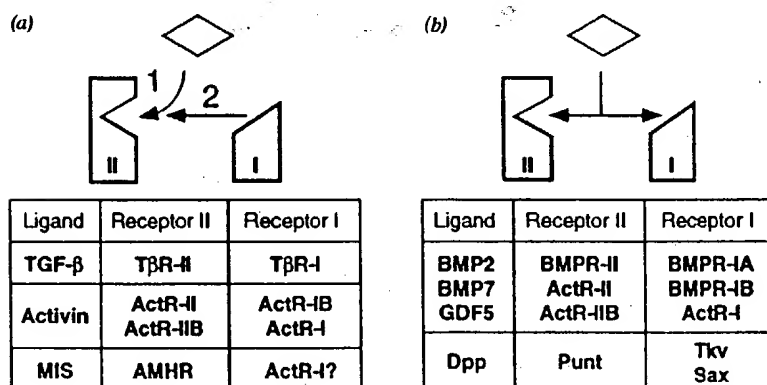 (a)
1
2
II
I
Ligand Receptor II Receptor I
TGF-β TβR-II TβR-I
Activin ActR-II ActR-IB
ActR-IIB ActR-I
MIS AMHR ActR-I?
(b)
II
I
Ligand Receptor II Receptor I
BMP2 BMPR-II BMPR-IA
BMP7 ActR-II BMPR-IB
GDF5 ActR-IIB ActR-I
Dpp Punt Tkv
Sax